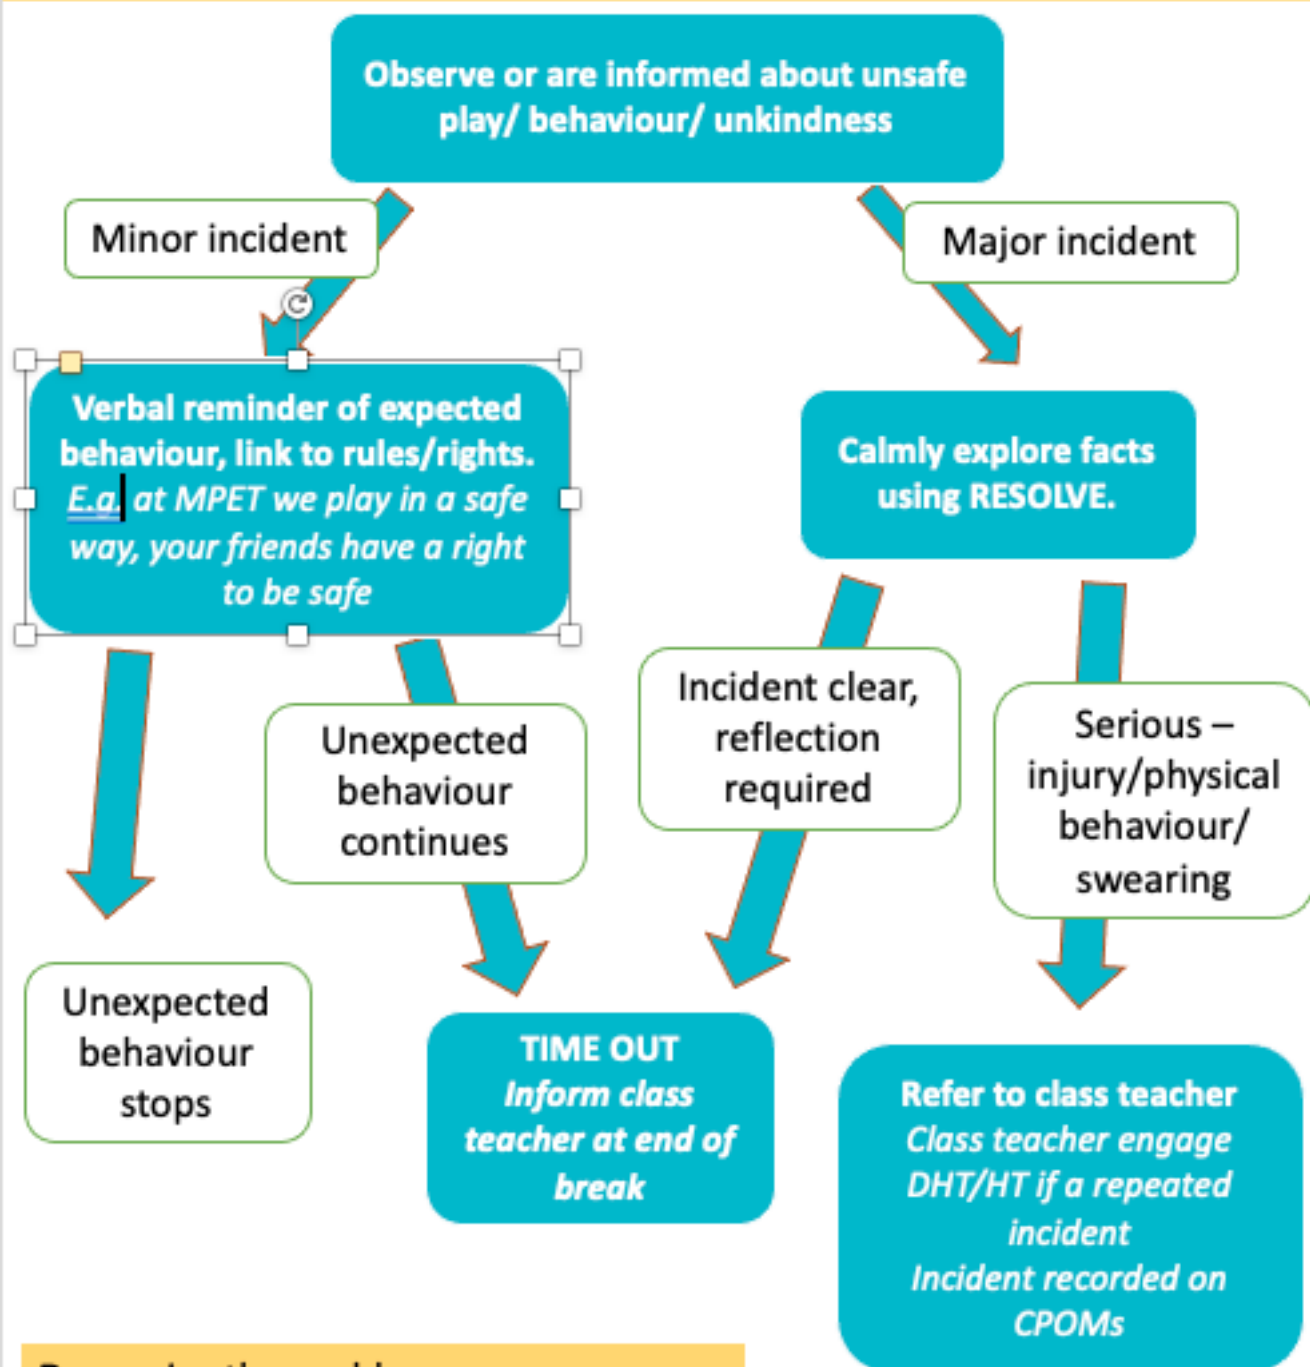 Observe or are informed about unsafe
play/ behaviour/ unkindness
Minor incident
Major incident
Verbal reminder of expected
behaviour, link to rules/rights.
E.g. at MPET we play in a safe
way, your friends have a right
to be safe
Calmly explore facts
using RESOLVE.
Unexpected
behaviour
continues
Incident clear,
reflection
required
Serious –
injury/physical
behaviour/
swearing
Unexpected
behaviour
stops
TIME OUT
Inform class
teacher at end of
break
Refer to class teacher
Class teacher engage
DHT/HT if a repeated
incident
Incident recorded on
CPOMs